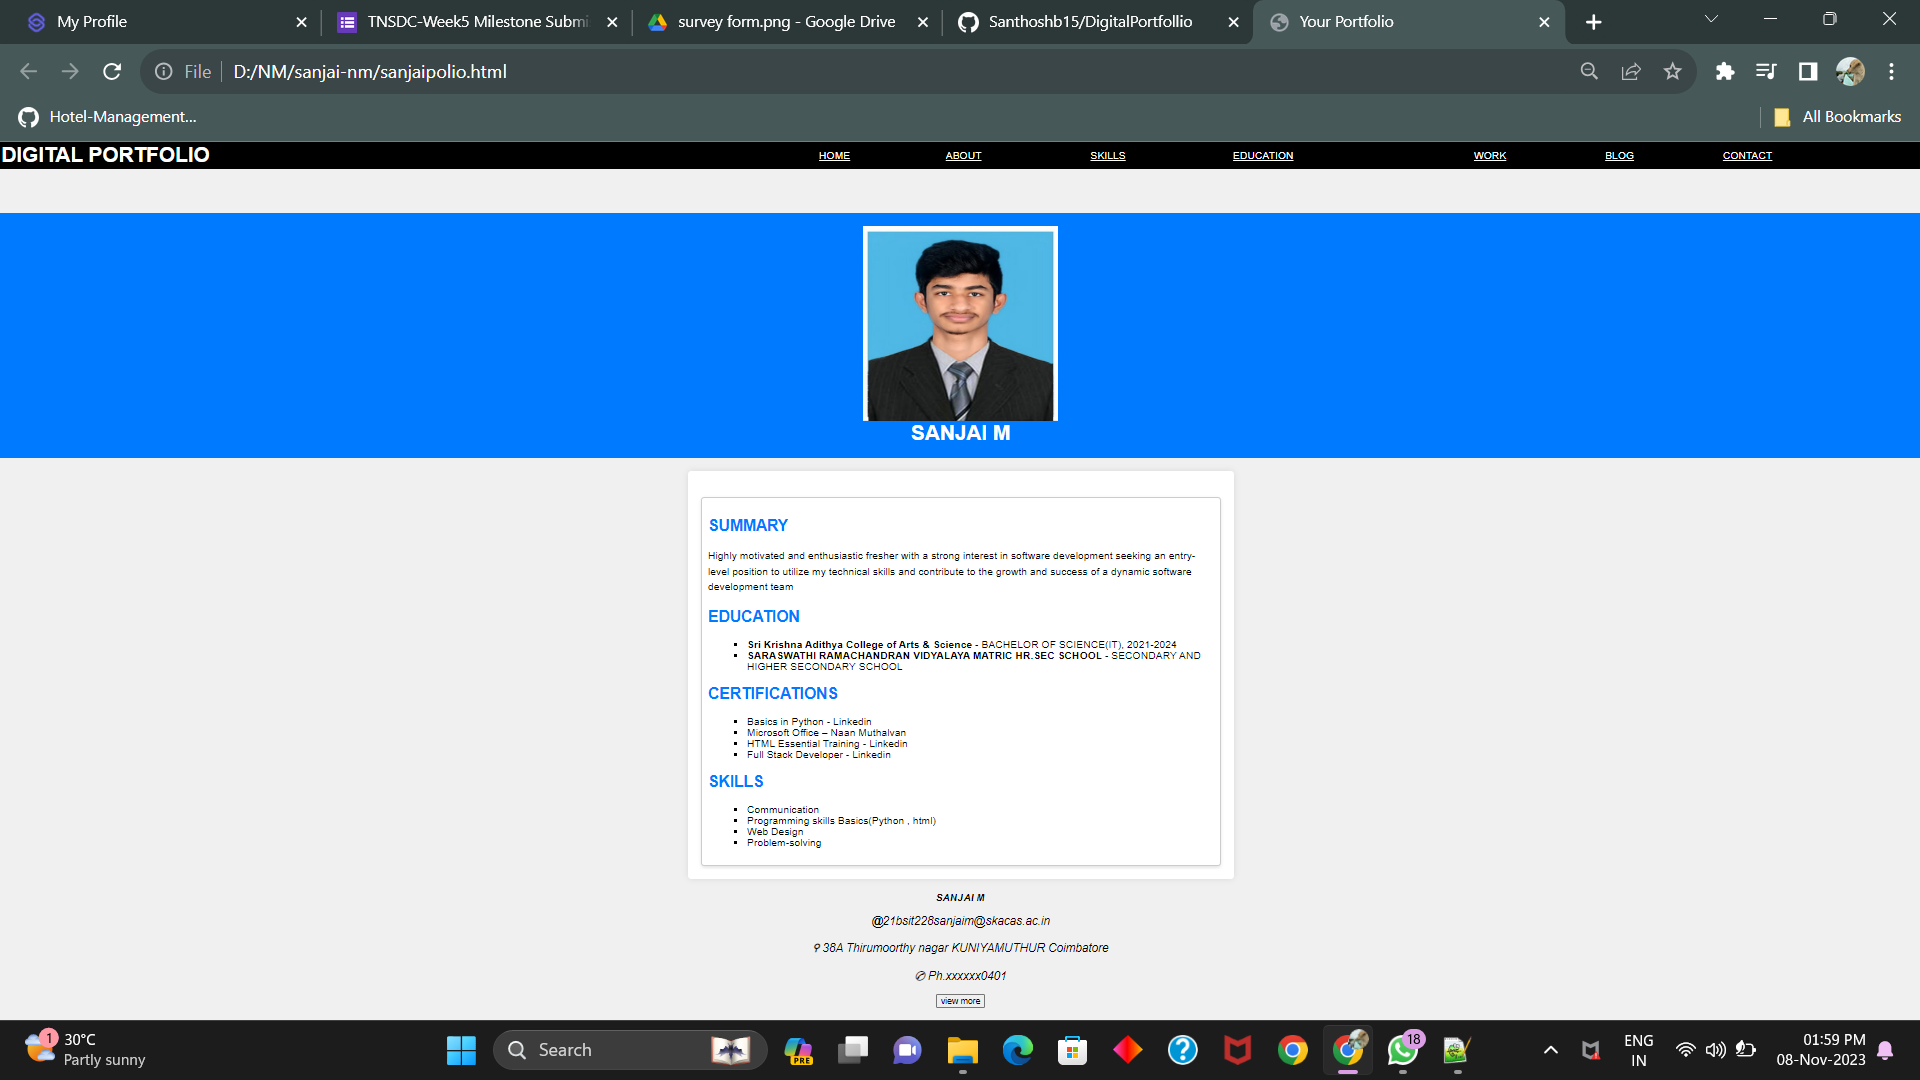 My Profile
TNSDC-Week5 Milestone Submi
survey form.png - Google Drive
Santhoshb15/DigitalPortfollio
Your Portfolio
File
D:/NM/sanjai-nm/sanjaipolio.html
Hotel-Management...
All Bookmarks
DIGITAL PORTFOLIO
HOME
ABOUT
SKILLS
EDUCATION
WORK
BLOG
CONTACT
SANJAI M
SUMMARY
Highly motivated and enthusiastic fresher with a strong interest in software development seeking an entry-
level position to utilize my technical skills and contribute to the growth and success of a dynamic software
development team
EDUCATION
▪ Sri Krishna Adithya College of Arts & Science - BACHELOR OF SCIENCE(IT), 2021-2024
▪ SARASWATHI RAMACHANDRAN VIDYALAYA MATRIC HR.SEC SCHOOL - SECONDARY AND
HIGHER SECONDARY SCHOOL
CERTIFICATIONS
▪ Basics in Python - Linkedin
▪ Microsoft Office – Naan Muthalvan
▪ HTML Essential Training - Linkedin
▪ Full Stack Developer - Linkedin
SKILLS
▪ Communication
▪ Programming skills Basics(Python , html)
▪ Web Design
▪ Problem-solving
SANJAI M
@21bsit228sanjaim@skacas.ac.in
⚲ 38A Thirumoorthy nagar KUNIYAMUTHUR Coimbatore
✆ Ph.xxxxxx0401
view more
1
30°C
Partly sunny
Search
PRE
18
ENG
IN
01:59 PM
08-Nov-2023